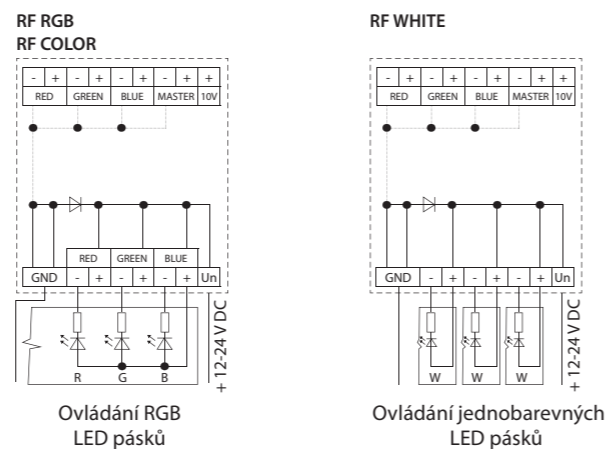 RF RGB
RF COLOR
- + - + - + - + +
RED GREEN BLUE MASTER 10V
RED GREEN BLUE
GND - + - + - + Un
R G B
+ 12-24 V DC
Ovládání RGB
LED pásků
RF WHITE
- + - + - + - + +
RED GREEN BLUE MASTER 10V
GND - + - + - + Un
W W W
+ 12-24 V DC
Ovládání jednobarevných
LED pásků